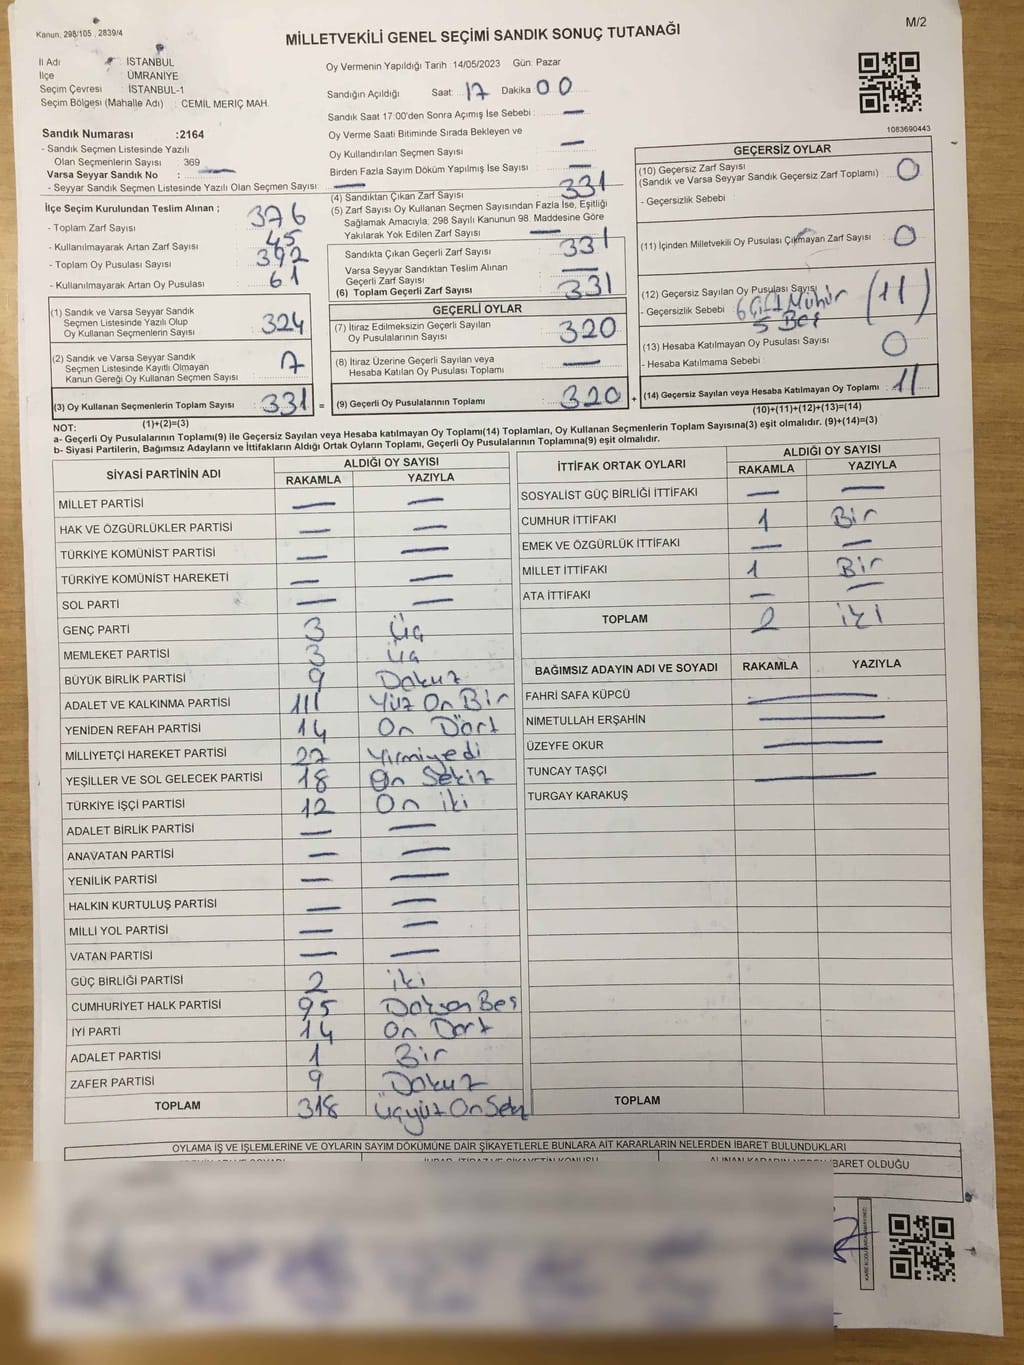 Kanun: 298/105 , 2839/4
M/2
MİLLETVEKİLİ GENEL SEÇİMİ SANDIK SONUÇ TUTANAĞI
İl Adı : İSTANBUL
İlçe : ÜMRANİYE
Seçim Çevresi : İSTANBUL-1
Seçim Bölgesi (Mahalle Adı) : CEMİL MERİÇ MAH.
Sandık Numarası :2164
- Sandık Seçmen Listesinde Yazılı
Olan Seçmenlerin Sayısı : 369
Varsa Seyyar Sandık No : —
- Seyyar Sandık Seçmen Listesinde Yazılı Olan Seçmen Sayısı: —
Oy Vermenin Yapıldığı Tarih :14/05/2023 Gün: Pazar
Sandığın Açıldığı Saat: 17 Dakika 00
Sandık Saat 17:00'den Sonra Açımış İse Sebebi : —
Oy Verme Saati Bitiminde Sırada Bekleyen ve
Oy Kullandırılan Seçmen Sayısı : —
Birden Fazla Sayım Döküm Yapılmış İse Sayısı : —
1083690443
İlçe Seçim Kurulundan Teslim Alınan ;
- Toplam Zarf Sayısı : 376
- Kullanılmayarak Artan Zarf Sayısı : 45
- Toplam Oy Pusulası Sayısı : 392
- Kullanılmayarak Artan Oy Pusulası : 61
(1) Sandık ve Varsa Seyyar Sandık
Seçmen Listesinde Yazılı Olup
Oy Kullanan Seçmenlerin Sayısı : 324
(2) Sandık ve Varsa Seyyar Sandık
Seçmen Listesinde Kayıtlı Olmayan
Kanun Gereği Oy Kullanan Seçmen Sayısı : 7
(3) Oy Kullanan Seçmenlerin Toplam Sayısı : 331 =
(1)+(2)=(3)
(4) Sandıktan Çıkan Zarf Sayısı : 331
(5) Zarf Sayısı Oy Kullanan Seçmen Sayısından Fazla İse, Eşitliği
Sağlamak Amacıyla; 298 Sayılı Kanunun 98. Maddesine Göre
Yakılarak Yok Edilen Zarf Sayısı : —
Sandıkta Çıkan Geçerli Zarf Sayısı : 331
Varsa Seyyar Sandıktan Teslim Alınan
Geçerli Zarf Sayısı : —
(6) Toplam Geçerli Zarf Sayısı : 331
GEÇERLİ OYLAR
(7) İtiraz Edilmeksizin Geçerli Sayılan
Oy Pusulalarının Sayısı : 320
(8) İtiraz Üzerine Geçerli Sayılan veya
Hesaba Katılan Oy Pusulası Toplamı : —
(9) Geçerli Oy Pusulalarının Toplamı : 320 +
GEÇERSİZ OYLAR
(10) Geçersiz Zarf Sayısı : 0
(Sandık ve Varsa Seyyar Sandık Geçersiz Zarf Toplamı)
- Geçersizlik Sebebi :
(11) İçinden Milletvekili Oy Pusulası Çıkmayan Zarf Sayısı : 0
(12) Geçersiz Sayılan Oy Pusulası Sayısı : (11)
- Geçersizlik Sebebi : 6 Çift Mühür
5 Boş
(13) Hesaba Katılmayan Oy Pusulası Sayısı : 0
- Hesaba Katılmama Sebebi :
(14) Geçersiz Sayılan veya Hesaba Katılmayan Oy Toplamı : 11
(10)+(11)+(12)+(13)=(14)
NOT:
a- Geçerli Oy Pusulalarının Toplamı(9) ile Geçersiz Sayılan veya Hesaba katılmayan Oy Toplamı(14) Toplamları, Oy Kullanan Seçmenlerin Toplam Sayısına(3) eşit olmalıdır. (9)+(14)=(3)
b- Siyasi Partilerin, Bağımsız Adayların ve İttifakların Aldığı Ortak Oyların Toplamı, Geçerli Oy Pusulalarının Toplamına(9) eşit olmalıdır.
SİYASİ PARTİNİN ADI ALDIĞI OY SAYISI
RAKAMLA YAZIYLA
MİLLET PARTİSİ — —
HAK VE ÖZGÜRLÜKLER PARTİSİ — —
TÜRKİYE KOMÜNİST PARTİSİ — —
TÜRKİYE KOMÜNİST HAREKETİ — —
SOL PARTİ — —
GENÇ PARTİ 3 Üç
MEMLEKET PARTİSİ 3 Üç
BÜYÜK BİRLİK PARTİSİ 9 Dokuz
ADALET VE KALKINMA PARTİSİ 111 Yüz On Bir
YENİDEN REFAH PARTİSİ 14 On Dört
MİLLİYETÇİ HAREKET PARTİSİ 27 Yirmiyedi
YEŞİLLER VE SOL GELECEK PARTİSİ 18 On Sekiz
TÜRKİYE İŞÇİ PARTİSİ 12 On iki
ADALET BİRLİK PARTİSİ — —
ANAVATAN PARTİSİ — —
YENİLİK PARTİSİ — —
HALKIN KURTULUŞ PARTİSİ — —
MİLLİ YOL PARTİSİ — —
VATAN PARTİSİ — —
GÜÇ BİRLİĞİ PARTİSİ 2 iki
CUMHURİYET HALK PARTİSİ 95 Doksan Beş
İYİ PARTİ 14 On Dört
ADALET PARTİSİ 1 Bir
ZAFER PARTİSİ 9 Dokuz
TOPLAM 318 Üçyüz On Seki
İTTİFAK ORTAK OYLARI ALDIĞI OY SAYISI
RAKAMLA YAZIYLA
SOSYALİST GÜÇ BİRLİĞİ İTTİFAKI — —
CUMHUR İTTİFAKI 1 Bir
EMEK VE ÖZGÜRLÜK İTTİFAKI — —
MİLLET İTTİFAKI 1 Bir
ATA İTTİFAKI — —
TOPLAM 2 iki
BAĞIMSIZ ADAYIN ADI VE SOYADI RAKAMLA YAZIYLA
FAHRİ SAFA KÜPCÜ —
NİMETULLAH ERŞAHİN —
ÜZEYFE OKUR —
TUNCAY TAŞÇI —
TURGAY KARAKUŞ
TOPLAM
OYLAMA İŞ VE İŞLEMLERİNE VE OYLARIN SAYIM DÖKÜMÜNE DAİR ŞİKAYETLERLE BUNLARA AİT KARARLARIN NELERDEN İBARET BULUNDUKLARI
ALINAN KARARIN NEDEN İBARET OLDUĞU